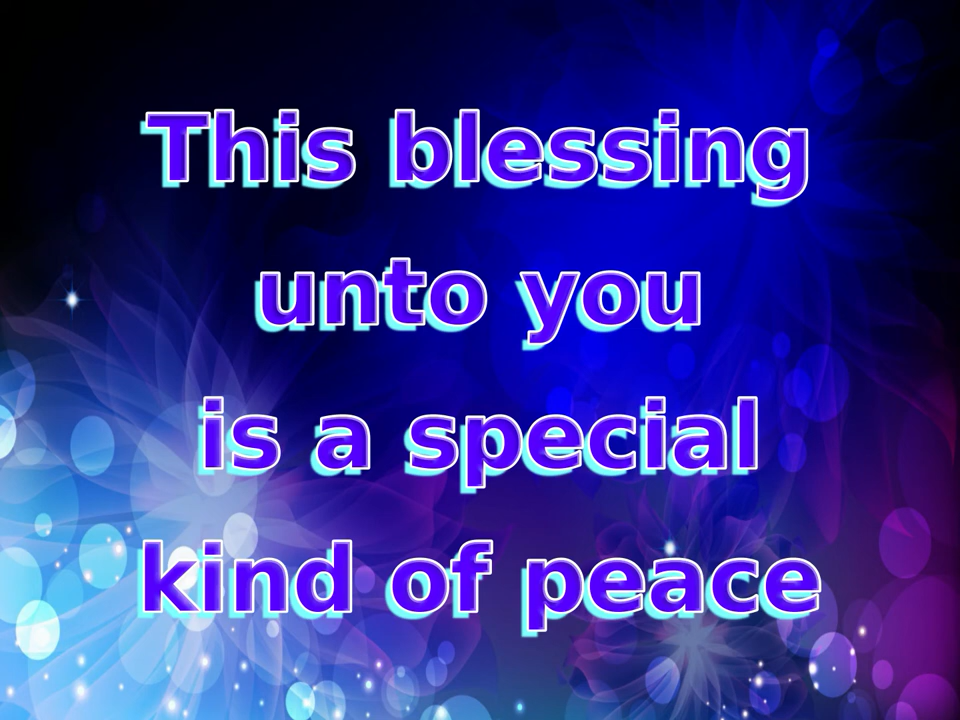 This blessing
unto you
is a special
kind of peace